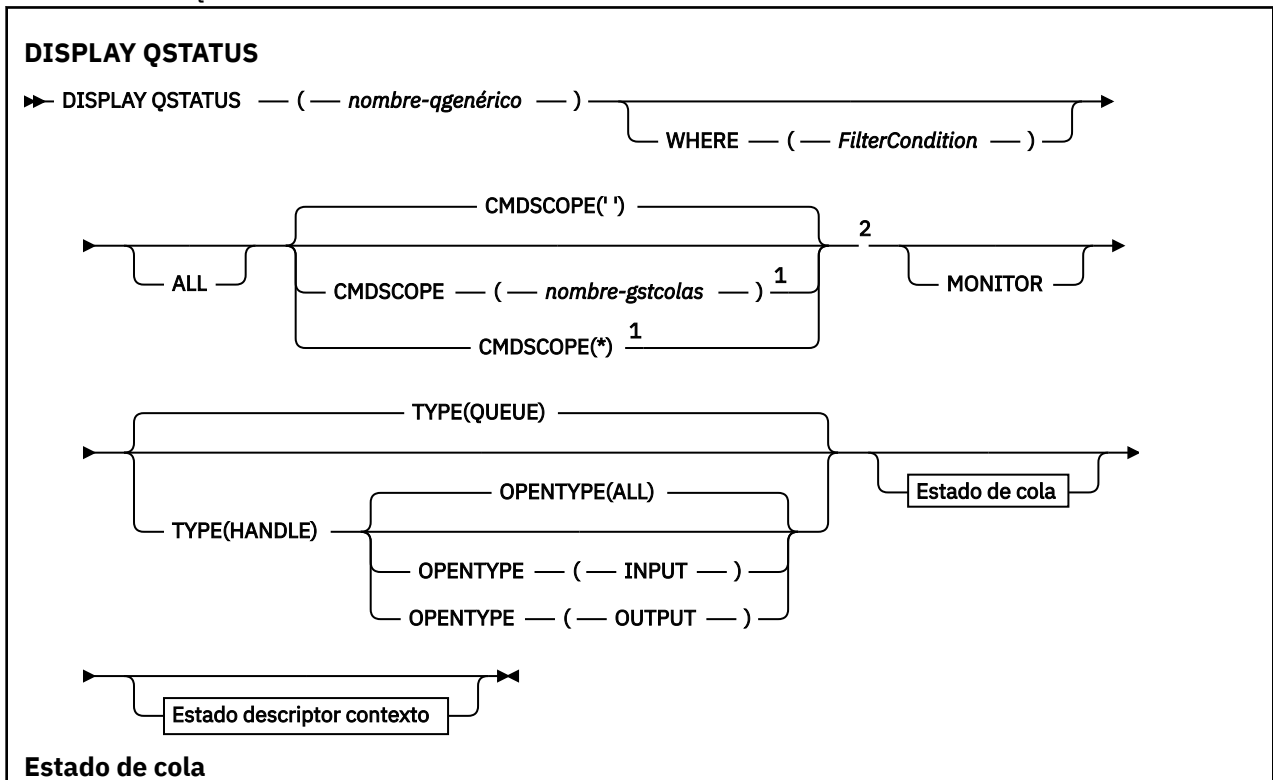 DISPLAY QSTATUS
DISPLAY QSTATUS ( nombre-qgenérico )
WHERE ( FilterCondition )
CMDSCOPE(' ')
2
ALL
CMDSCOPE ( nombre-gstcolas ) 1
MONITOR
CMDSCOPE(*) 1
TYPE(QUEUE)
Estado de cola
OPENTYPE(ALL)
TYPE(HANDLE)
OPENTYPE ( INPUT )
OPENTYPE ( OUTPUT )
Estado descriptor contexto
Estado de cola